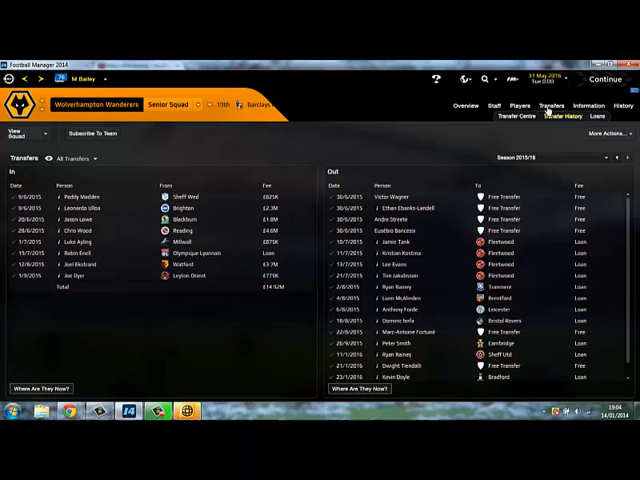 Football Manager 2014
76 M Bailey
31 May 2016
Tue 0:00
Continue
Wolverhampton Wanderers Senior Squad 19th Barclays
Overview Staff Players Transfers Information History
Transfer Centre Transfer History Loans
View Squad Subscribe To Team More Actions...
Transfers All Transfers Season 2015/16
In
Date Person From Fee
9/6/2015 Paddy Madden Sheff Wed £825K
9/6/2015 Leonardo Ulloa Brighton £2.3M
20/6/2015 Jason Lowe Blackburn £1.8M
28/6/2015 Chris Wood Reading £4.6M
1/7/2015 Luke Ayling Millwall £875K
15/7/2015 Robin Enell Olympique Lyonnais Loan
12/8/2015 Joel Ekstrand Watford £3.7M
1/9/2015 Joe Dyer Leyton Orient £775K
Total £14.92M
Where Are They Now?
Out
Date Person To Fee
30/6/2015 Victor Wagner Free Transfer Free
30/6/2015 Ethan Ebanks-Landell Free Transfer Free
30/6/2015 Andre Streete Free Transfer Free
30/6/2015 Eusébio Bancessi Free Transfer Free
10/7/2015 Jamie Tank Fleetwood Loan
11/7/2015 Kristian Kostrna Fleetwood Loan
13/7/2015 Lee Evans Fleetwood Loan
21/7/2015 Tim Jakobsson Fleetwood Loan
2/8/2015 Ryan Rainey Tranmere Loan
4/8/2015 Liam McAlinden Brentford Loan
6/8/2015 Anthony Forde Leicester Loan
18/8/2015 Dominic Iorfa Bristol Rovers Loan
22/8/2015 Marc-Antoine Fortuné Free Transfer Free
26/9/2015 Peter Smith Cambridge Loan
11/1/2016 Ryan Rainey Sheff Utd Loan
21/1/2016 Dwight Tiendalli Free Transfer Free
23/1/2016 Kevin Doyle Bradford Loan
Where Are They Now?
19:04
14/01/2014